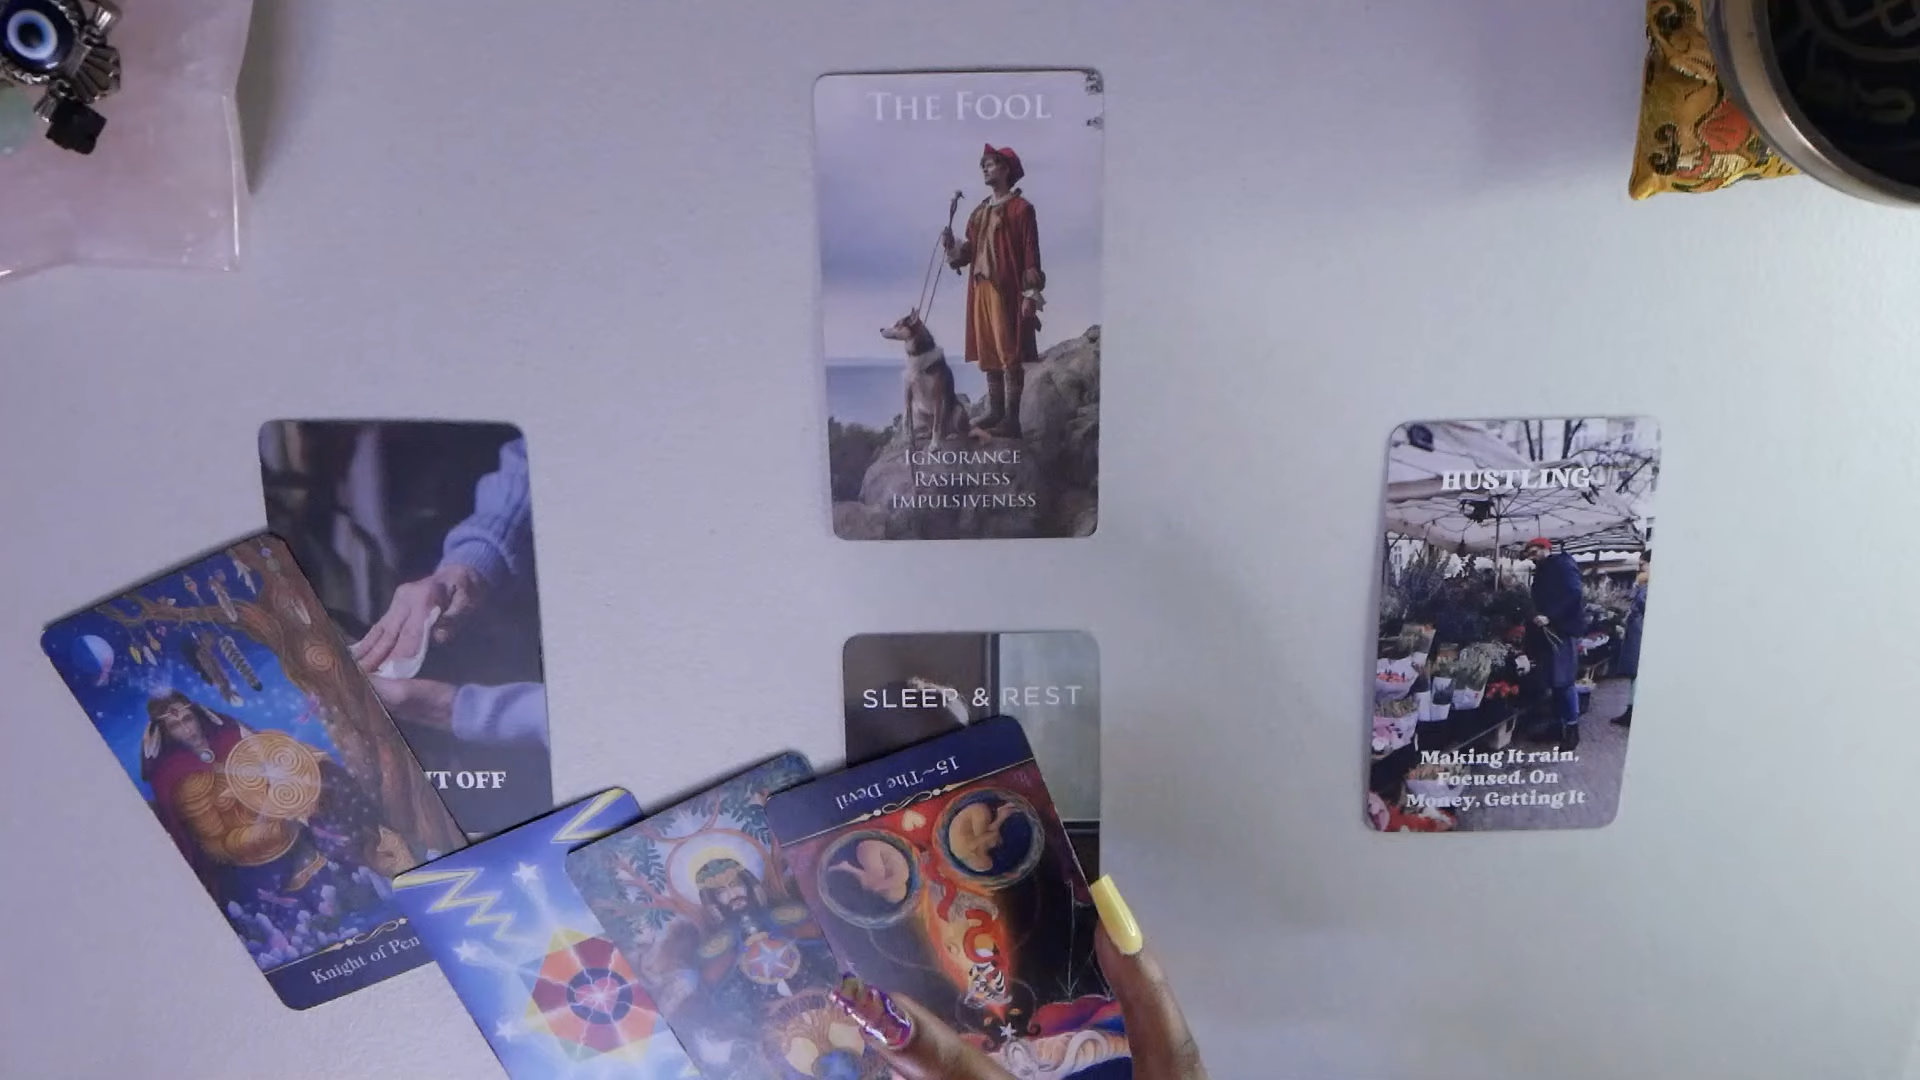 THE FOOL
IGNORANCE
RASHNESS
IMPULSIVENESS
HUSTLING
Making It rain,
Focused. On
Money, Getting It
SLEEP & REST
IT OFF
15~The Devil
Knight of Pen